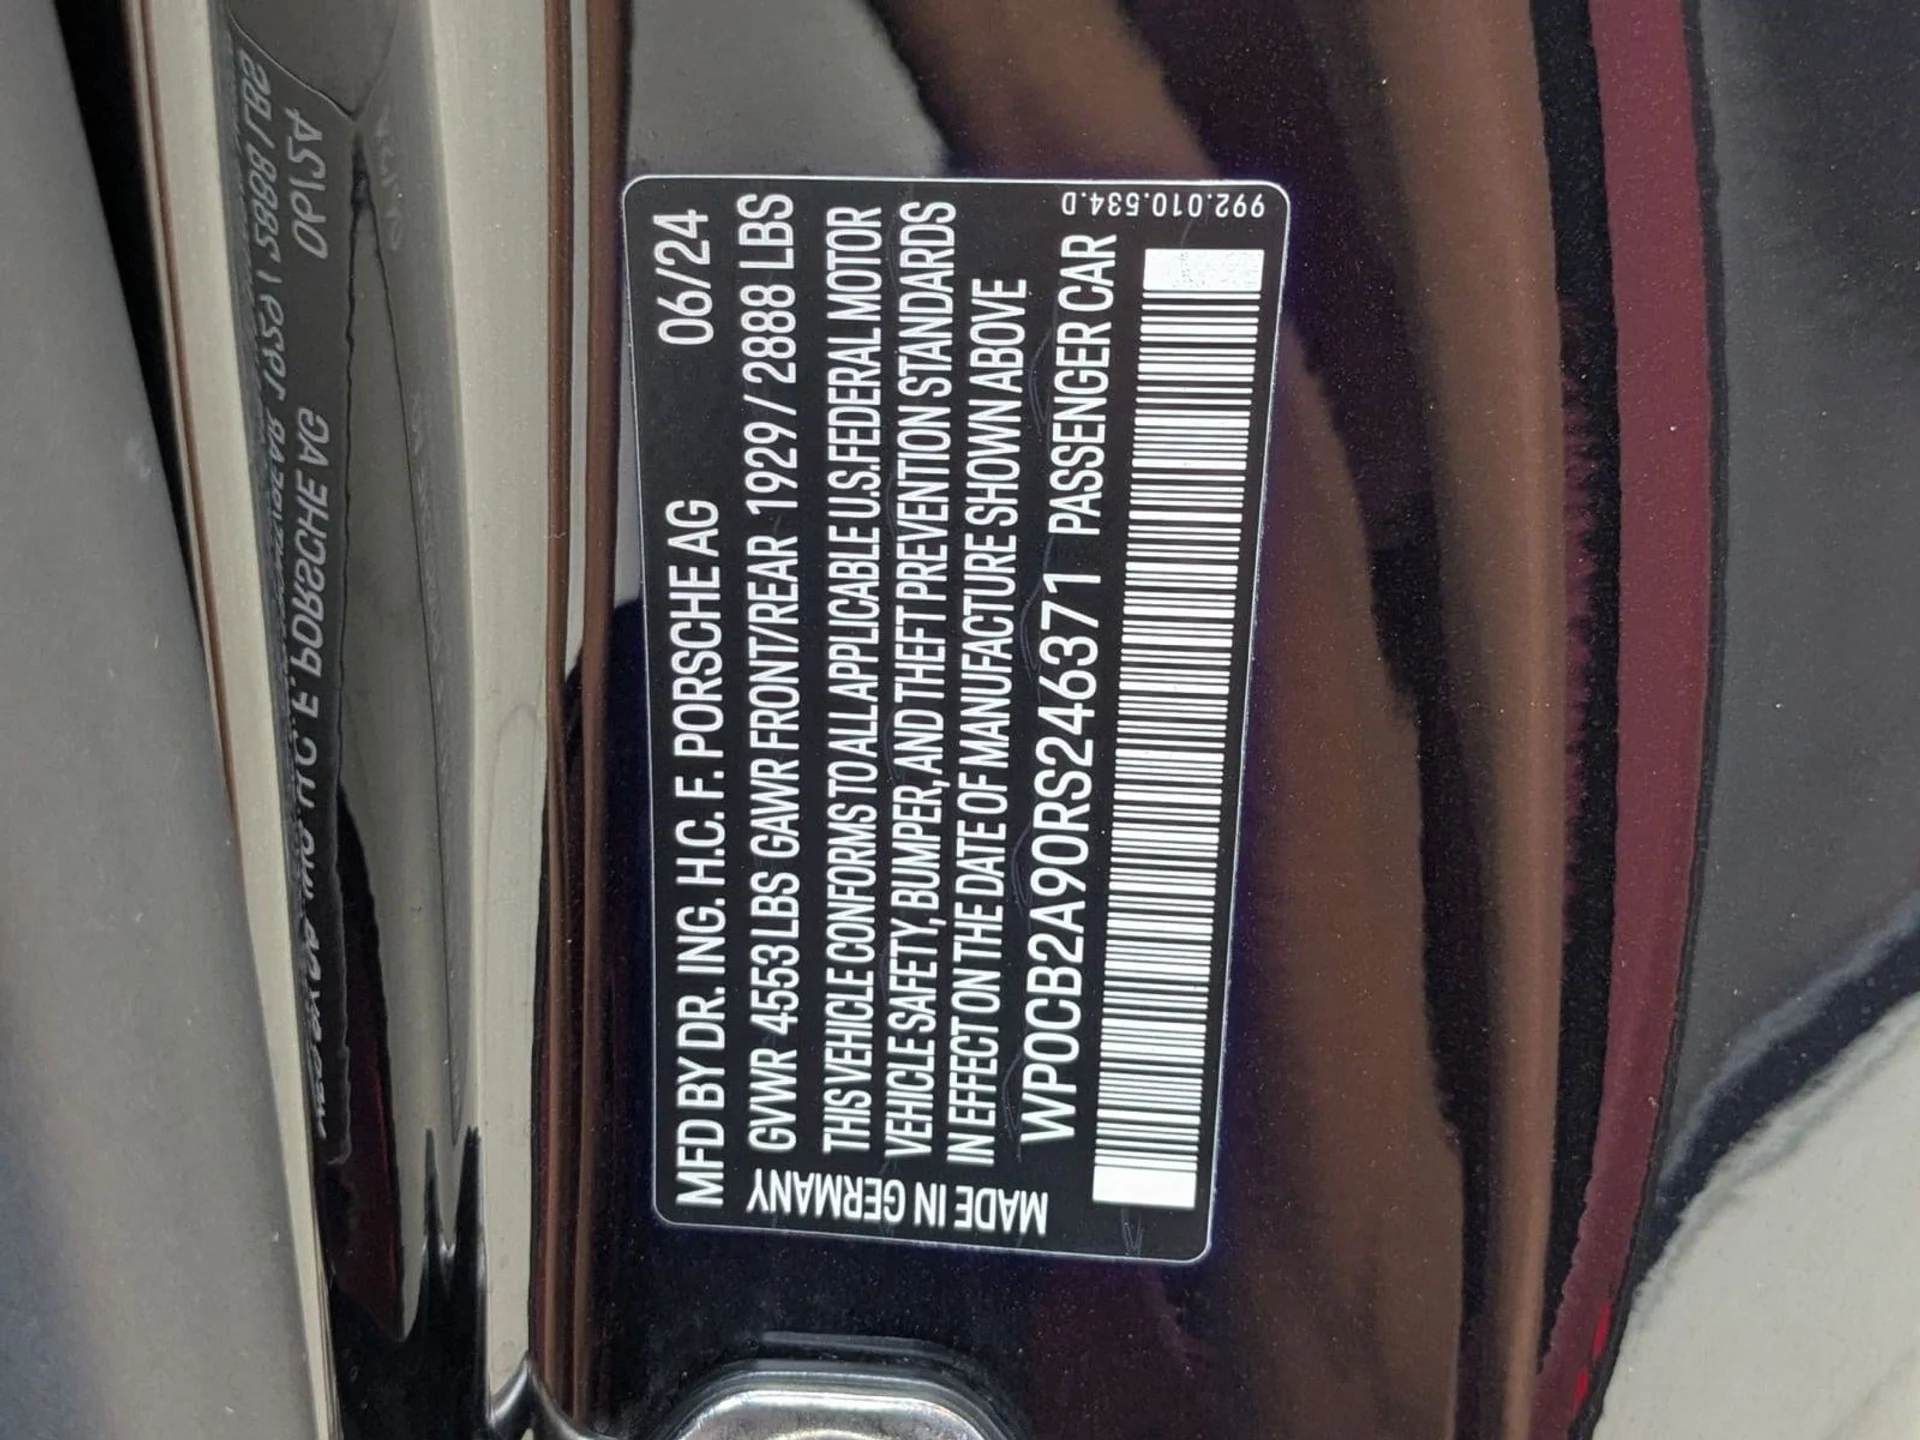 MFD BY DR. ING. H.C. F. PORSCHE AG 06/24
GVWR 4553 LBS GAWR FRONT/REAR 1929 / 2888 LBS
THIS VEHICLE CONFORMS TO ALL APPLICABLE U.S. FEDERAL MOTOR
VEHICLE SAFETY, BUMPER, AND THEFT PREVENTION STANDARDS
IN EFFECT ON THE DATE OF MANUFACTURE SHOWN ABOVE
WP0CB2A90RS246371 PASSENGER CAR
MADE IN GERMANY
992.010.534.D